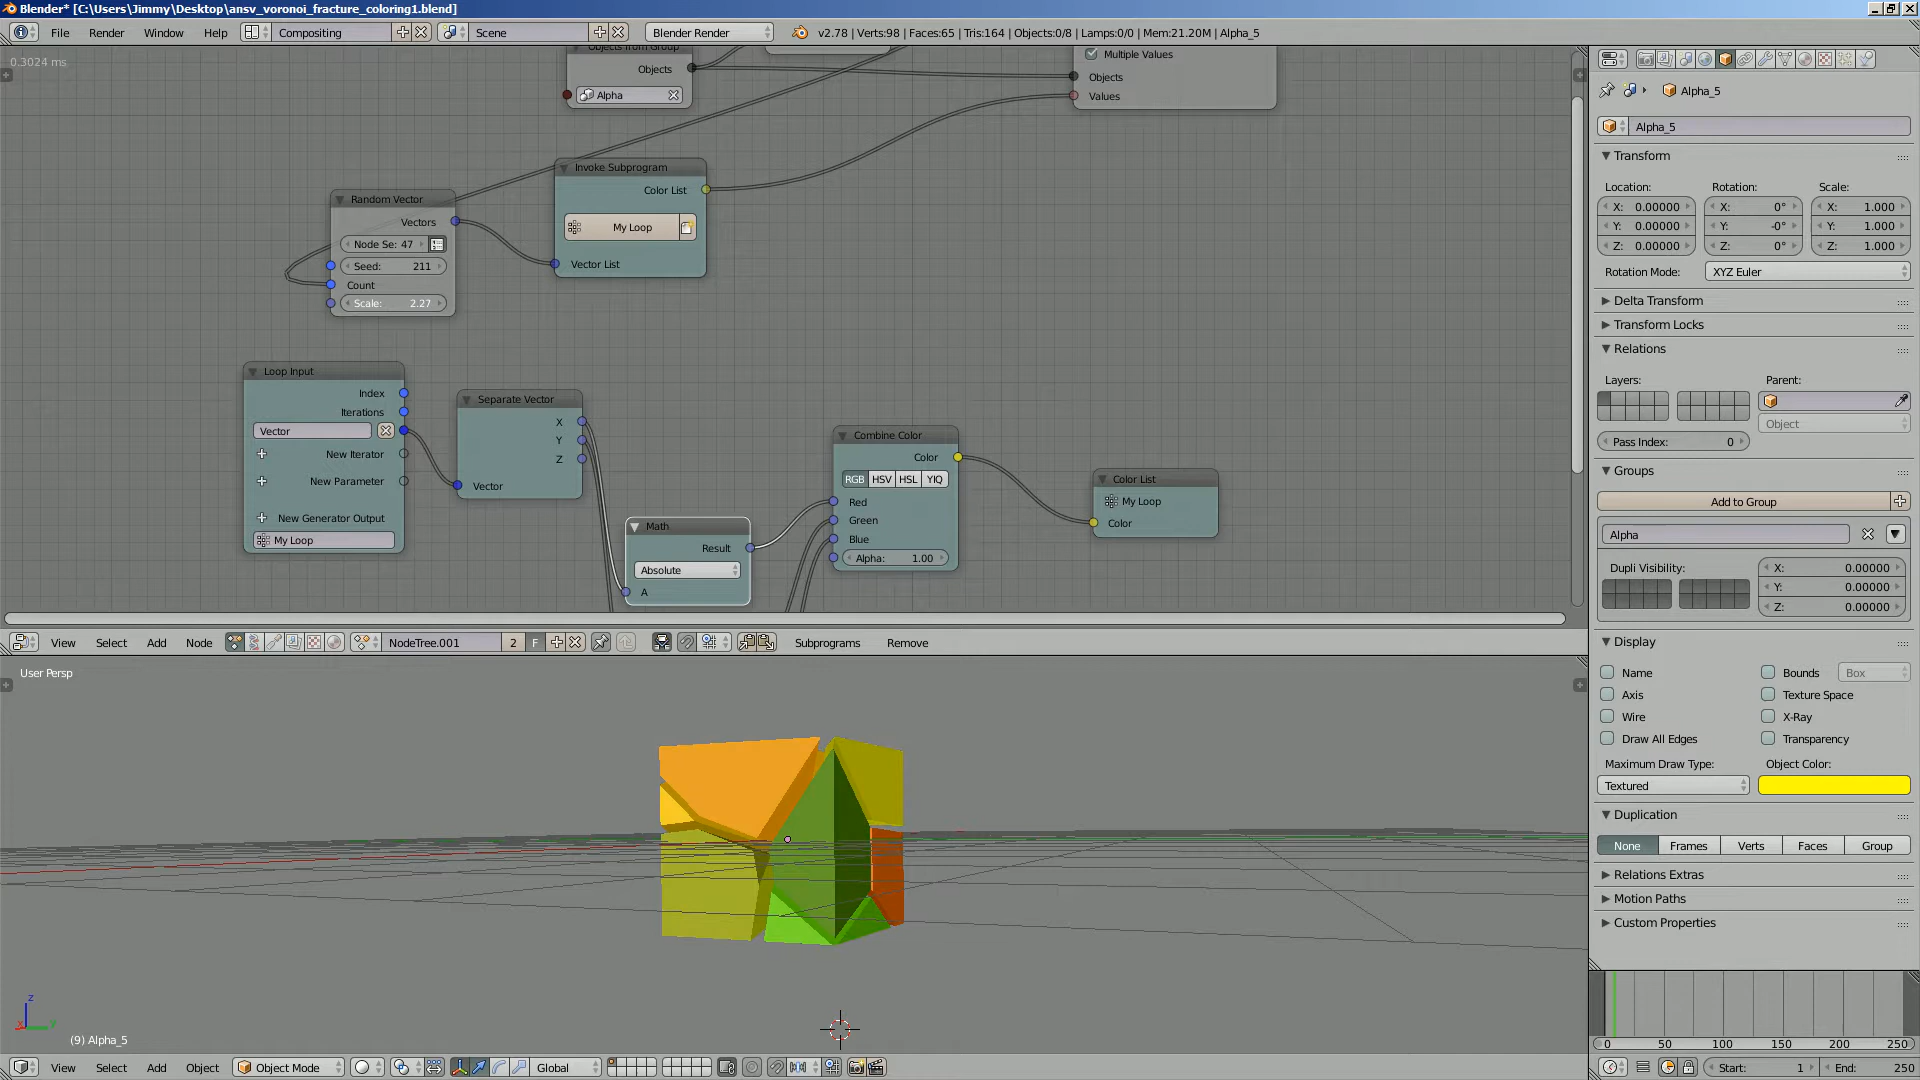 Blender* [C:\Users\Jimmy\Desktop\ansv_voronoi_fracture_coloring1.blend]
File Render Window Help Compositing Scene Blender Render v2.78 | Verts:98 | Faces:65 | Tris:164 | Objects:0/8 | Lamps:0/0 | Mem:21.20M | Alpha_5
0.3024 ms
Objects from Group
Objects
Alpha
Multiple Values
Objects
Values
Invoke Subprogram
Color List
My Loop
Vector List
Random Vector
Vectors
Node Se: 47
Seed: 211
Count
Scale: 2.27
Loop Input
Index
Iterations
Vector
New Iterator
New Parameter
New Generator Output
My Loop
Separate Vector
X
Y
Z
Vector
Math
Result
Absolute
A
Combine Color
Color
RGB HSV HSL YIQ
Red
Green
Blue
Alpha: 1.00
Color List
My Loop
Color
View Select Add Node NodeTree.001 2 F Subprograms Remove
User Persp
z
x y
(9) Alpha_5
View Select Add Object Object Mode Global
Alpha_5
Alpha_5
Transform
Location: Rotation: Scale:
X: 0.00000 X: 0° X: 1.000
Y: 0.00000 Y: -0° Y: 1.000
Z: 0.00000 Z: 0° Z: 1.000
Rotation Mode: XYZ Euler
Delta Transform
Transform Locks
Relations
Layers: Parent:
Object
Pass Index: 0
Groups
Add to Group
Alpha
Dupli Visibility: X: 0.00000
Y: 0.00000
Z: 0.00000
Display
Name Bounds Box
Axis Texture Space
Wire X-Ray
Draw All Edges Transparency
Maximum Draw Type: Object Color:
Textured
Duplication
None Frames Verts Faces Group
Relations Extras
Motion Paths
Custom Properties
0 50 100 150 200 250
Start: 1 End: 250